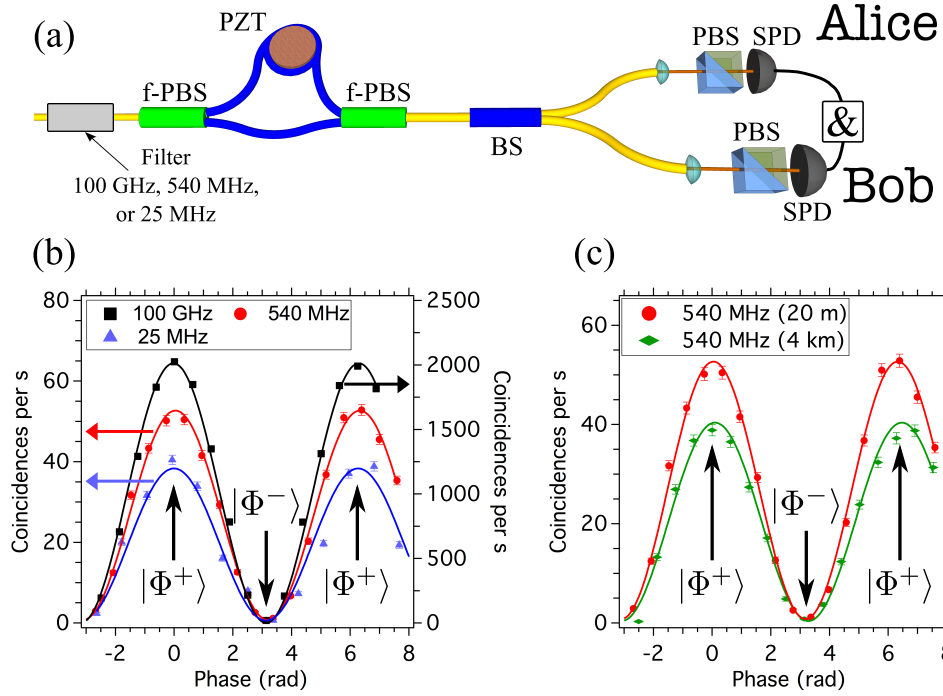 (a)
PZT
f-PBS
f-PBS
Filter
100 GHz, 540 MHz,
or 25 MHz
BS
PBS
SPD
Alice
&
PBS
SPD
Bob
(b)
80
60
40
20
0
Coincidences per s
2500
2000
1500
1000
500
0
Coincidences per s
100 GHz
540 MHz
25 MHz
|Φ⁺⟩
|Φ⁻⟩
|Φ⁺⟩
-2 0 2 4 6 8
Phase (rad)
(c)
60
40
20
0
Coincidences per s
540 MHz (20 m)
540 MHz (4 km)
|Φ⁺⟩
|Φ⁻⟩
|Φ⁺⟩
-2 0 2 4 6 8
Phase (rad)